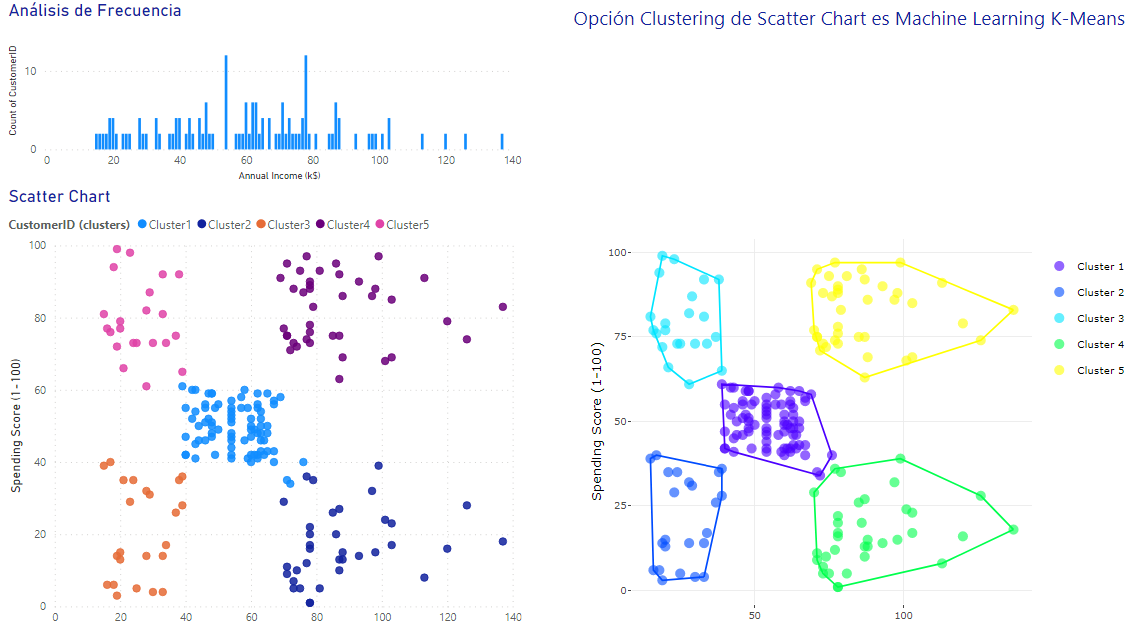 Análisis de Frecuencia
Opción Clustering de Scatter Chart es Machine Learning K-Means
Count of CustomerID
10
0
0 20 40 60 80 100 120 140
Annual Income (k$)
Scatter Chart
CustomerID (clusters) Cluster1 Cluster2 Cluster3 Cluster4 Cluster5
Spending Score (1-100)
100
80
60
40
20
0
0 20 40 60 80 100 120 140
Spending Score (1-100)
100
75
50
25
0
50 100
Cluster 1
Cluster 2
Cluster 3
Cluster 4
Cluster 5